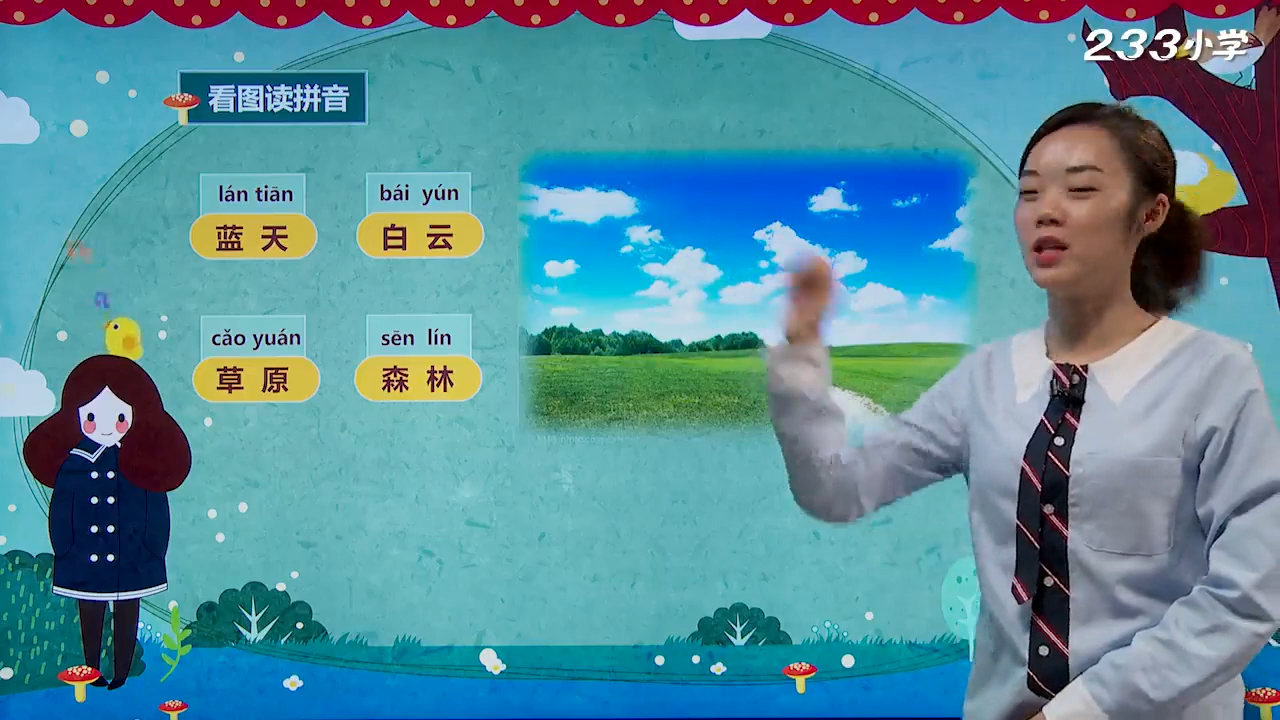 233小学
看图读拼音
lán tiān
bái yún
蓝 天
白 云
cǎo yuán
sēn lín
草 原
森 林